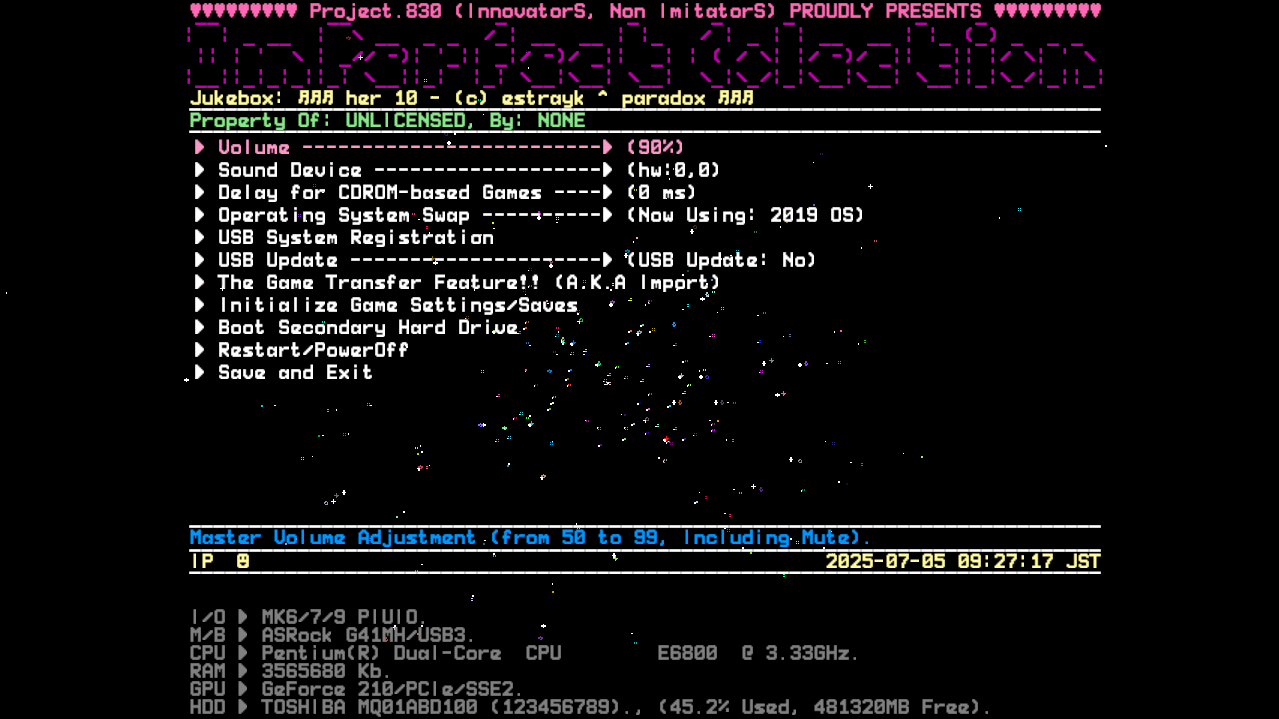 ♥♥♥♥♥♥♥♥♥ Project.830 (InnovatorS, Non ImitatorS) PROUDLY PRESENTS ♥♥♥♥♥♥♥♥♥
ImPerfect Colection
Jukebox: ♬♬♬ her 10 - (c) estrayk ^ paradox ♬♬♬
Property Of: UNLICENSED, By: NONE
▶ Volume -------------------------▶ (90%)
▶ Sound Device -------------------▶ (hw:0,0)
▶ Delay for CDROM-based Games ----▶ (0 ms)
▶ Operating System Swap ----------▶ (Now Using: 2019 OS)
▶ USB System Registration
▶ USB Update ---------------------▶ (USB Update: No)
▶ The Game Transfer Feature!! (A.K.A Import)
▶ Initialize Game Settings/Saves
▶ Boot Secondary Hard Drive
▶ Restart/PowerOff
▶ Save and Exit
Master Volume Adjustment (from 50 to 99, Including Mute).
IP 0 2025-07-05 09:27:17 JST
I/O ▶ MK6/7/9 PIUIO.
M/B ▶ ASRock G41MH/USB3.
CPU ▶ Pentium(R) Dual-Core CPU E6800 @ 3.33GHz.
RAM ▶ 3565680 Kb.
GPU ▶ GeForce 210/PCIe/SSE2.
HDD ▶ TOSHIBA MQ01ABD100 (123456789)., (45.2% Used, 481320MB Free).